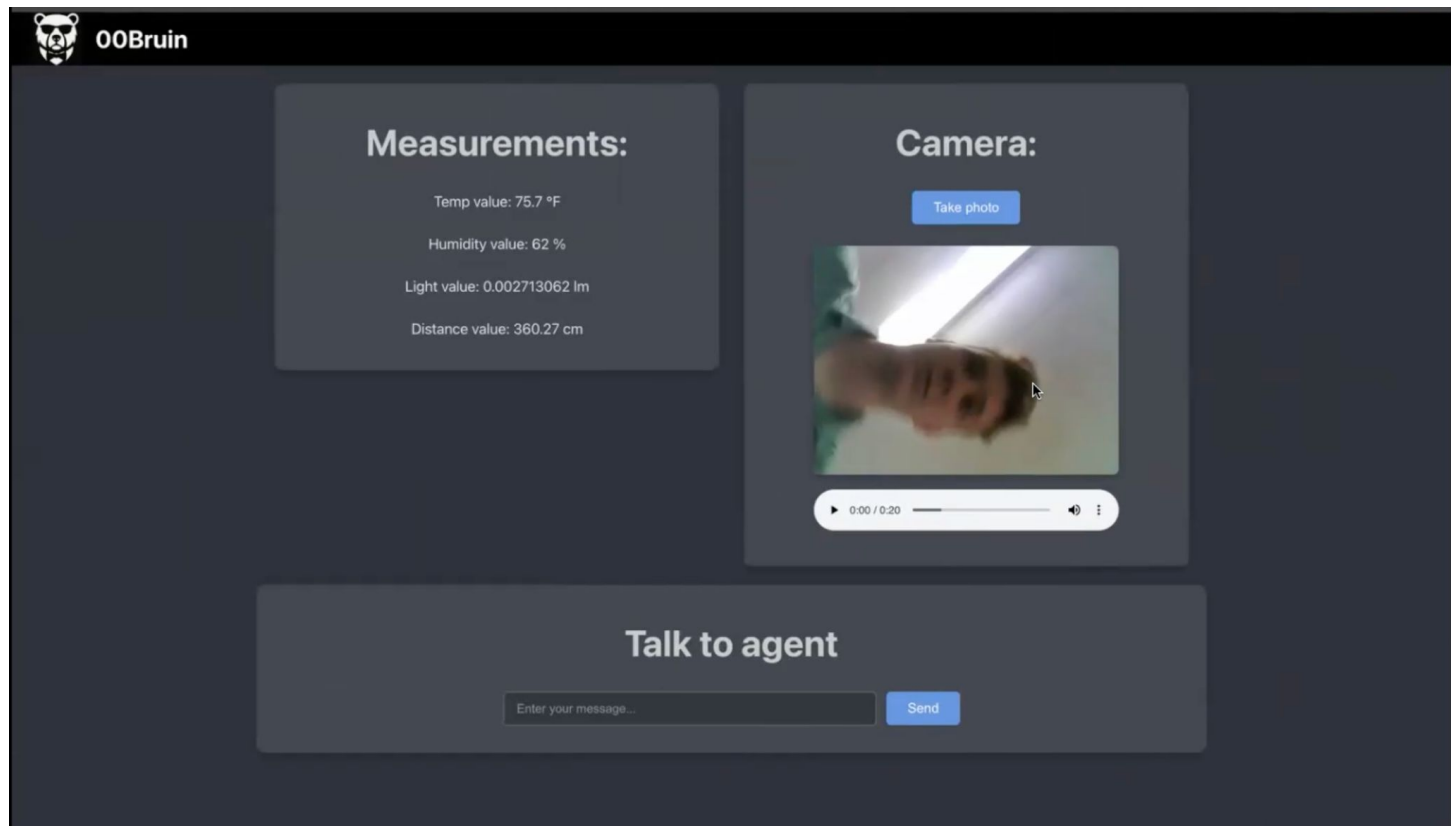 00Bruin
Measurements:
Temp value: 75.7 °F
Humidity value: 62 %
Light value: 0.002713062 lm
Distance value: 360.27 cm
Camera:
Take photo
0:00 / 0:20
Talk to agent
Enter your message...
Send